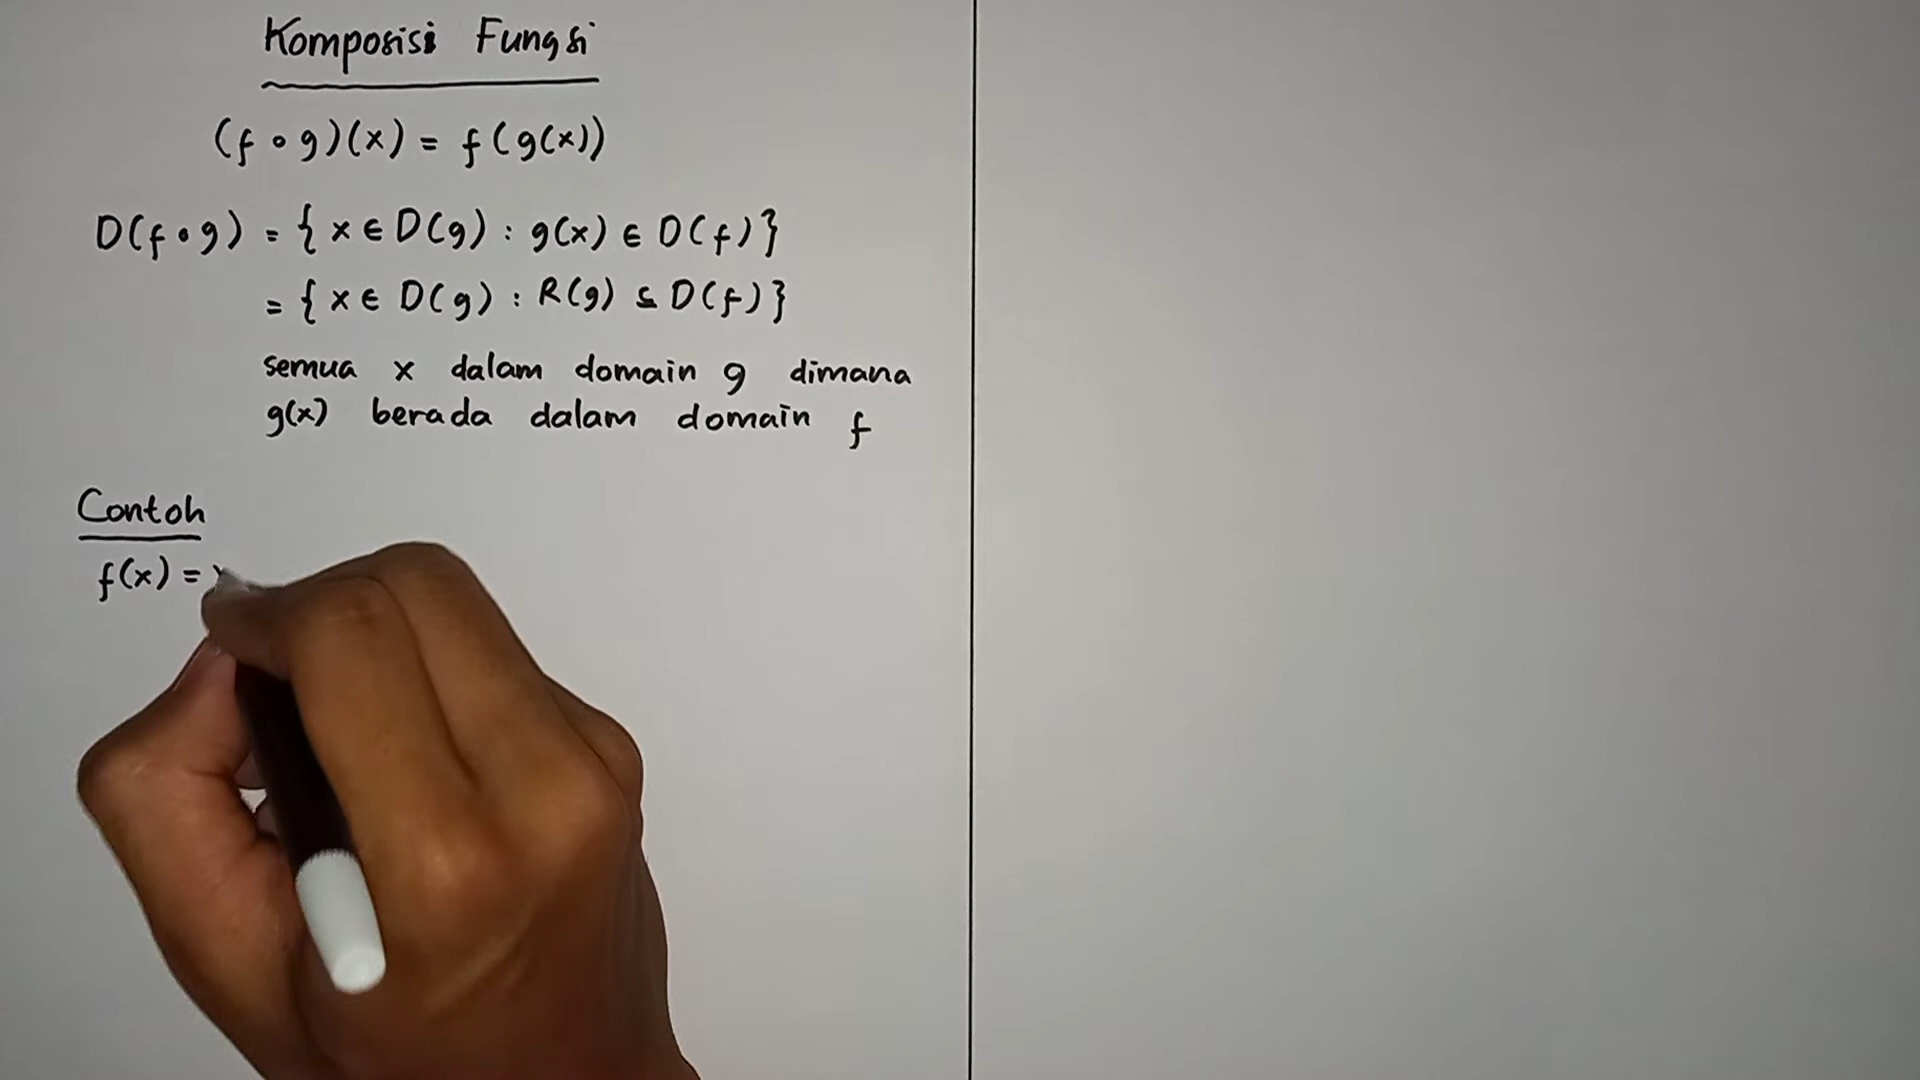 Komposisi Fungsi
(f ∘ g)(x) = f(g(x))
D(f ∘ g) = { x ∈ D(g) : g(x) ∈ D(f) }
= { x ∈ D(g) : R(g) ⊆ D(f) }
semua x dalam domain g dimana
g(x) berada dalam domain f
Contoh
f(x) =